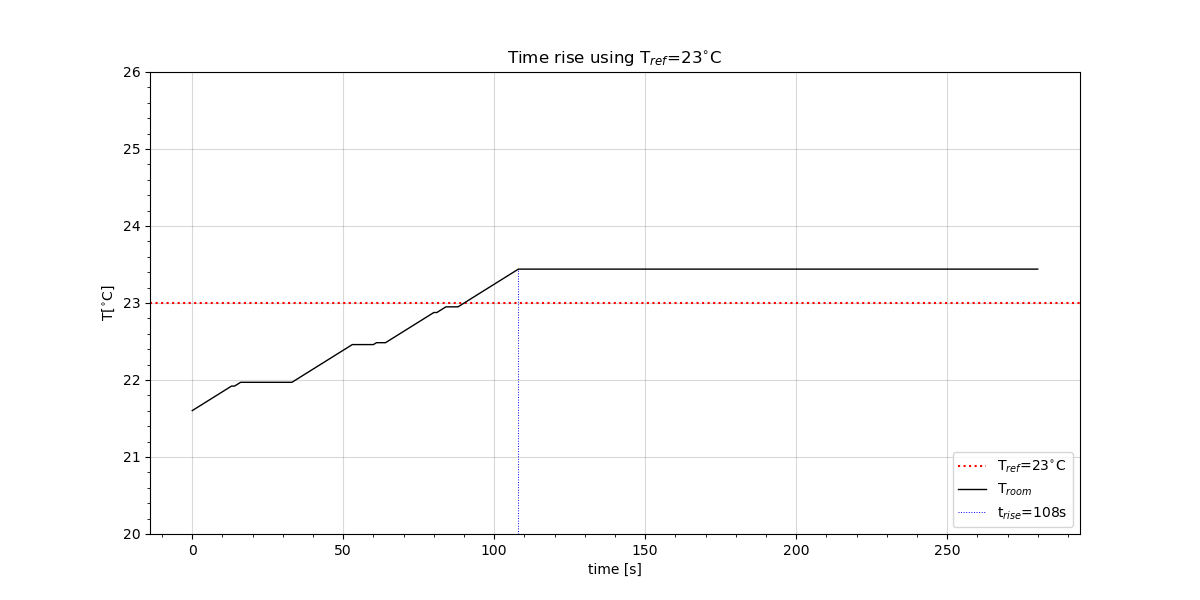 Time rise using T_ref=23°C
26
25
24
23
22
21
20
T[°C]
0 50 100 150 200 250
time [s]
T_ref=23°C
T_room
t_rise=108s